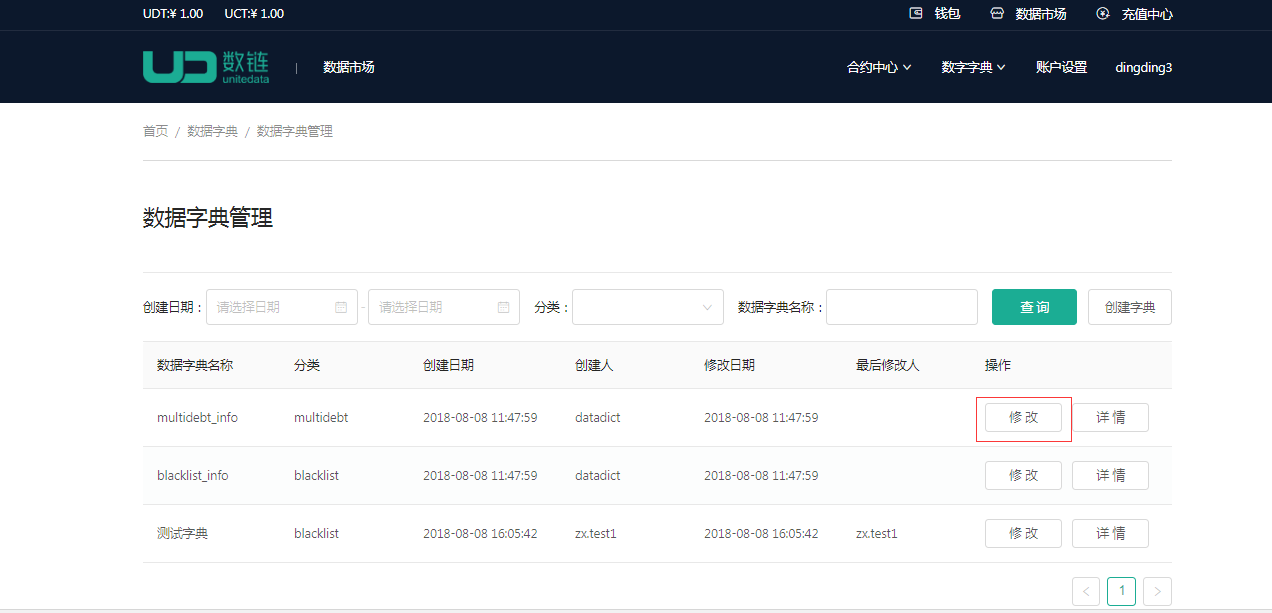 UDT:¥ 1.00 UCT:¥ 1.00 钱包 数据市场 充值中心
UD 数链 unitedata | 数据市场 合约中心 数字字典 账户设置 dingding3
首页 / 数据字典 / 数据字典管理
数据字典管理
创建日期 : 请选择日期 - 请选择日期 分类 : 数据字典名称 : 查询 创建字典
数据字典名称 分类 创建日期 创建人 修改日期 最后修改人 操作
multidebt_info multidebt 2018-08-08 11:47:59 datadict 2018-08-08 11:47:59 修改 详情
blacklist_info blacklist 2018-08-08 11:47:59 datadict 2018-08-08 11:47:59 修改 详情
测试字典 blacklist 2018-08-08 16:05:42 zx.test1 2018-08-08 16:05:42 zx.test1 修改 详情
< 1 >